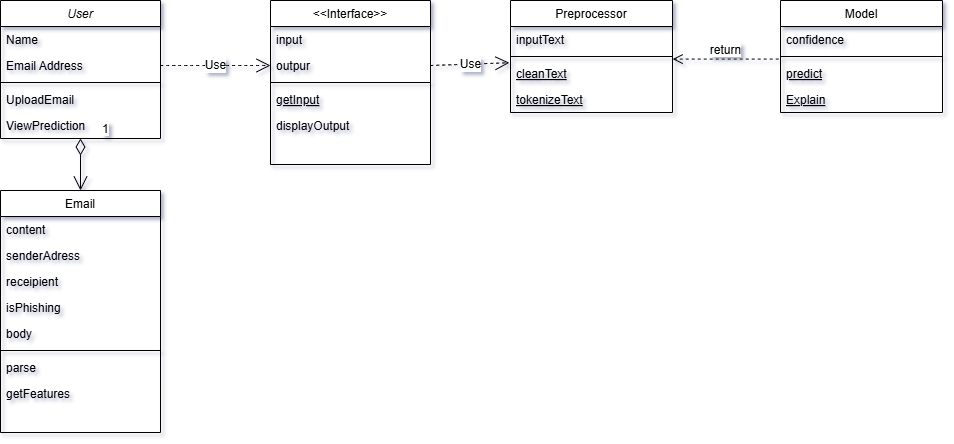 User
Name
Email Address
UploadEmail
ViewPrediction
1
Use
<<Interface>>
input
outpur
getInput
displayOutput
Use
Preprocessor
inputText
cleanText
tokenizeText
return
Model
confidence
predict
Explain
Email
content
senderAdress
receipient
isPhishing
body
parse
getFeatures